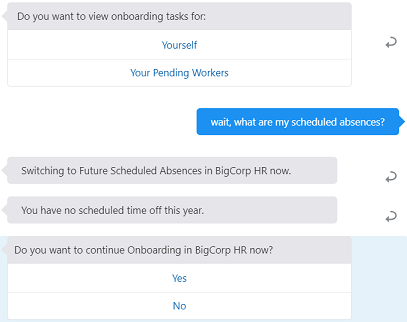 Do you want to view onboarding tasks for:
Yourself
Your Pending Workers
wait, what are my scheduled absences?
Switching to Future Scheduled Absences in BigCorp HR now.
You have no scheduled time off this year.
Do you want to continue Onboarding in BigCorp HR now?
Yes
No